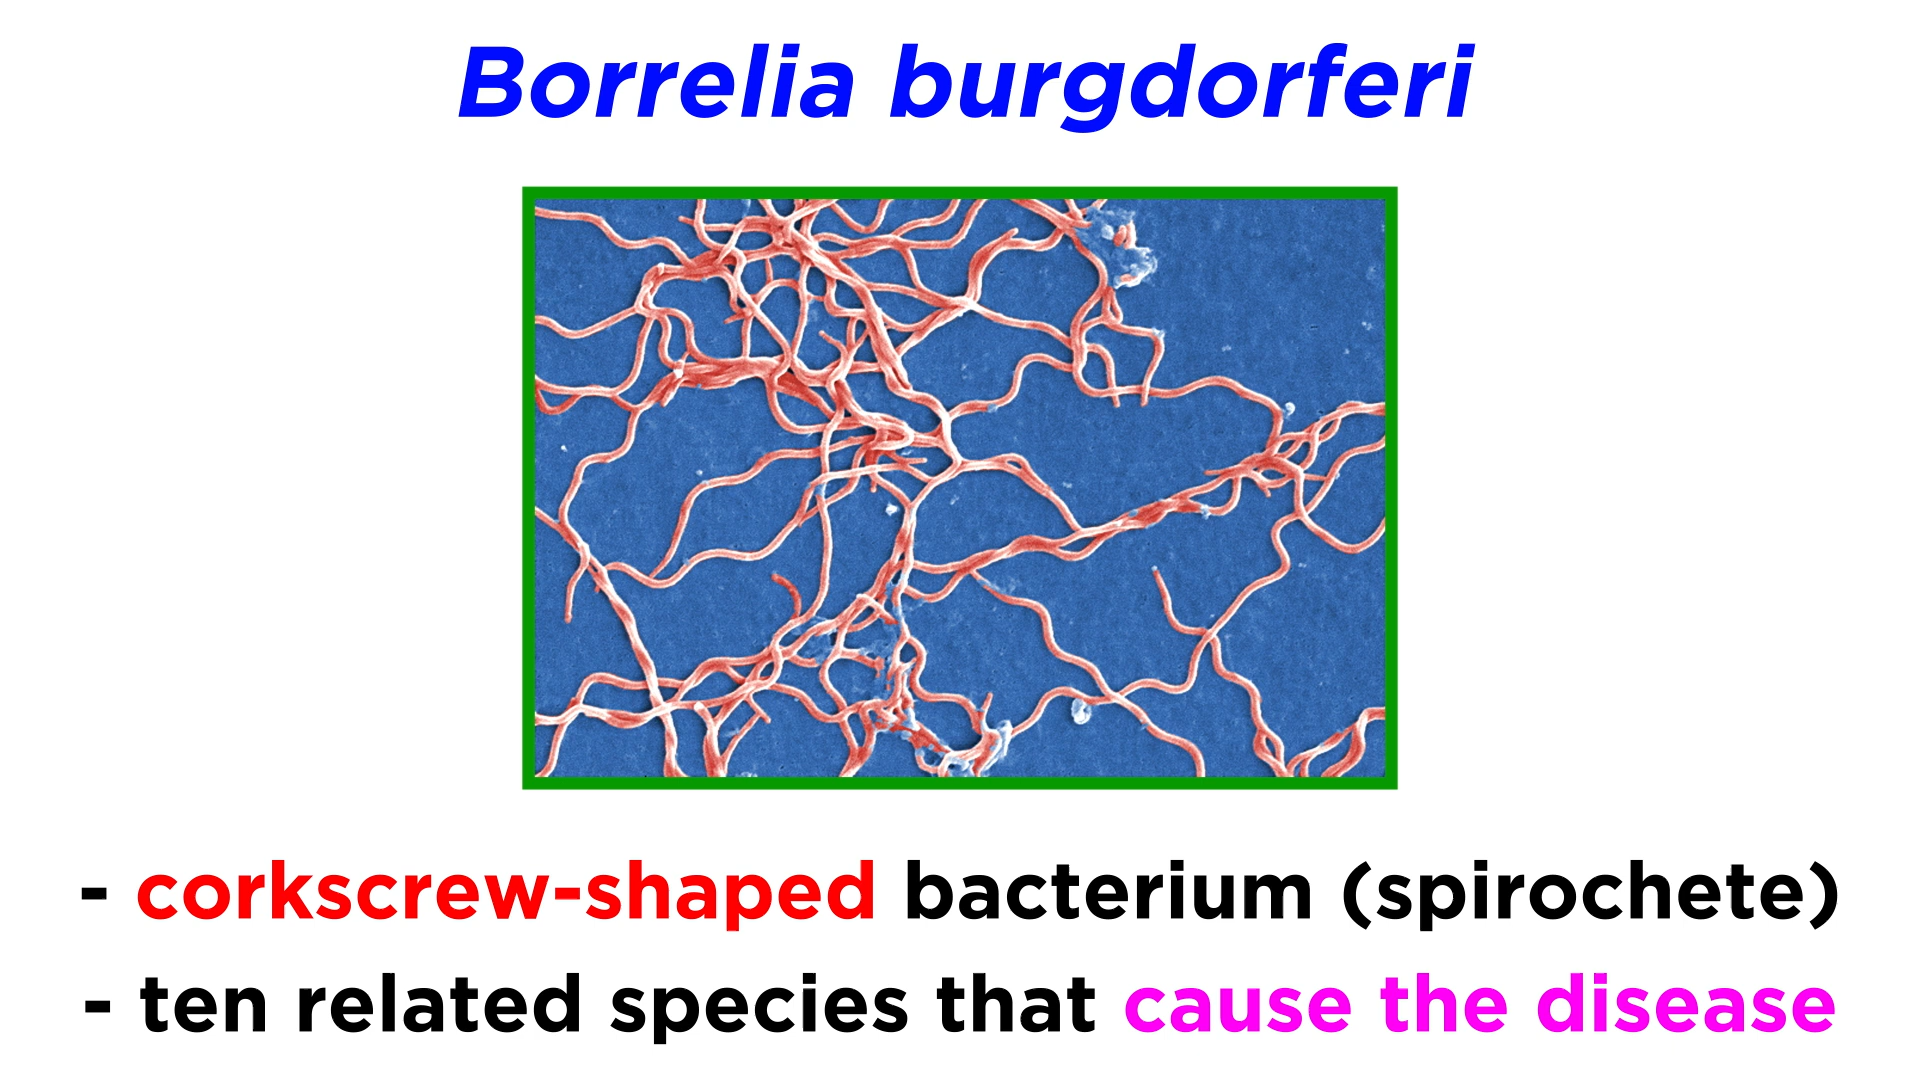 Borrelia burgdorferi
- corkscrew-shaped bacterium (spirochete)
- ten related species that cause the disease